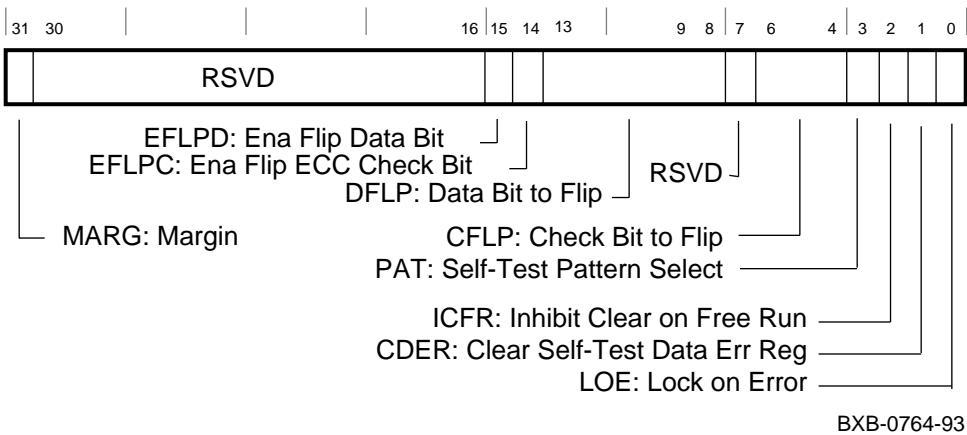 31 30 16 15 14 13 9 8 7 6 4 3 2 1 0
RSVD
EFLPD: Ena Flip Data Bit
EFLPC: Ena Flip ECC Check Bit
RSVD
DFLP: Data Bit to Flip
MARG: Margin
CFLP: Check Bit to Flip
PAT: Self-Test Pattern Select
ICFR: Inhibit Clear on Free Run
CDER: Clear Self-Test Data Err Reg
LOE: Lock on Error
BXB-0764-93